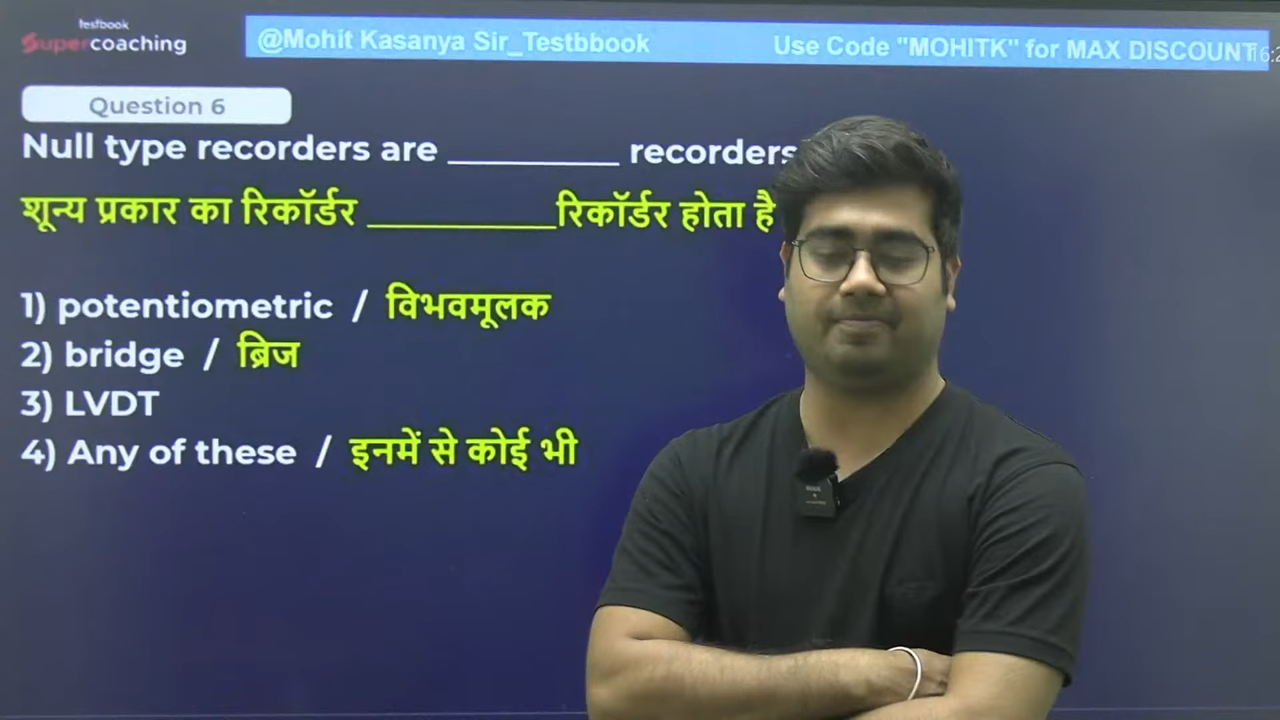 testbook
Supercoaching
@Mohit Kasanya Sir_Testbbook
Use Code "MOHITK" for MAX DISCOUNT
Question 6
Null type recorders are __________ recorders
शून्य प्रकार का रिकॉर्डर __________रिकॉर्डर होता है
1) potentiometric / विभवमूलक
2) bridge / ब्रिज
3) LVDT
4) Any of these / इनमें से कोई भी